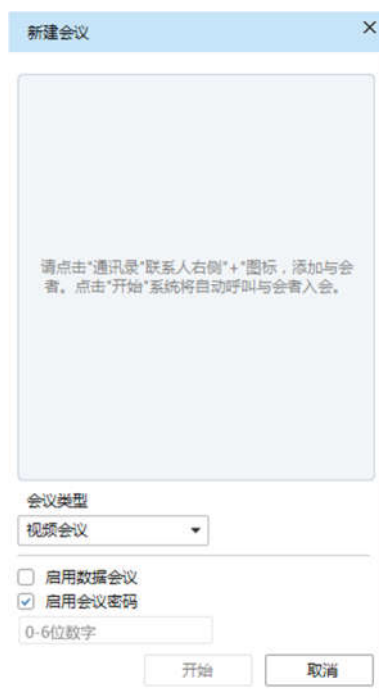 新建会议
请点击"通讯录"联系人右侧"+"图标，添加与会
者。点击"开始"系统将自动呼叫与会者入会。
会议类型
视频会议
启用数据会议
启用会议密码
0-6位数字
开始 取消